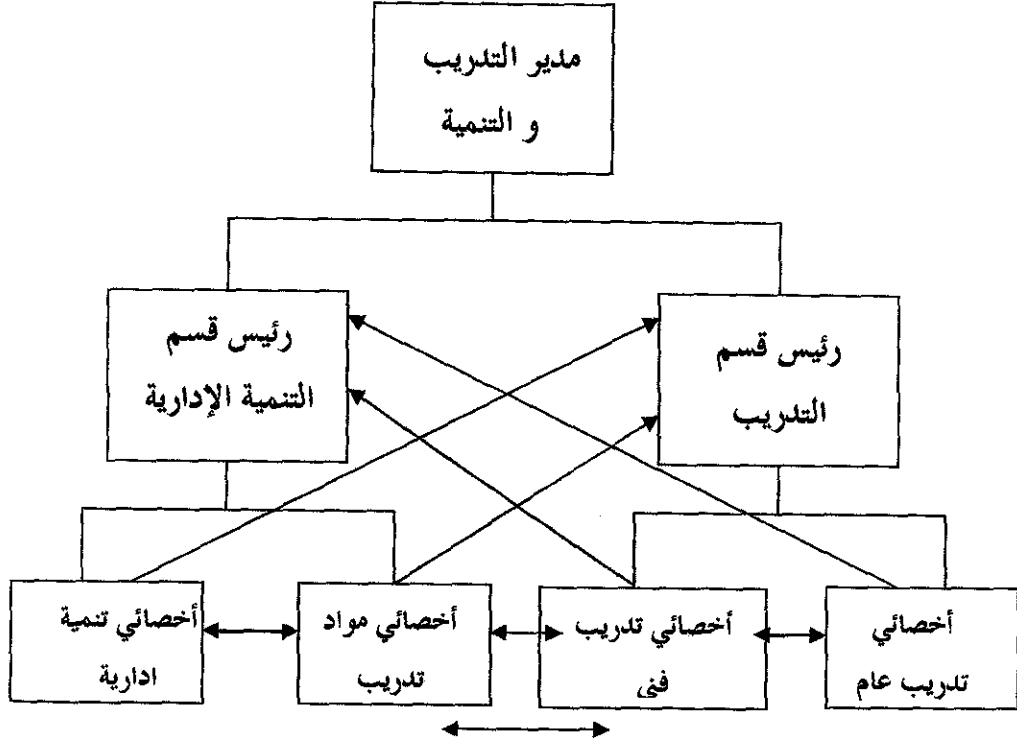 مدير التدريب
و التنمية
رئيس قسم
التدريب
رئيس قسم
التنمية الإدارية
أخصائي
تدريب عام
أخصائي تدريب
فني
أخصائي مواد
تدريب
أخصائي تنمية
ادارية